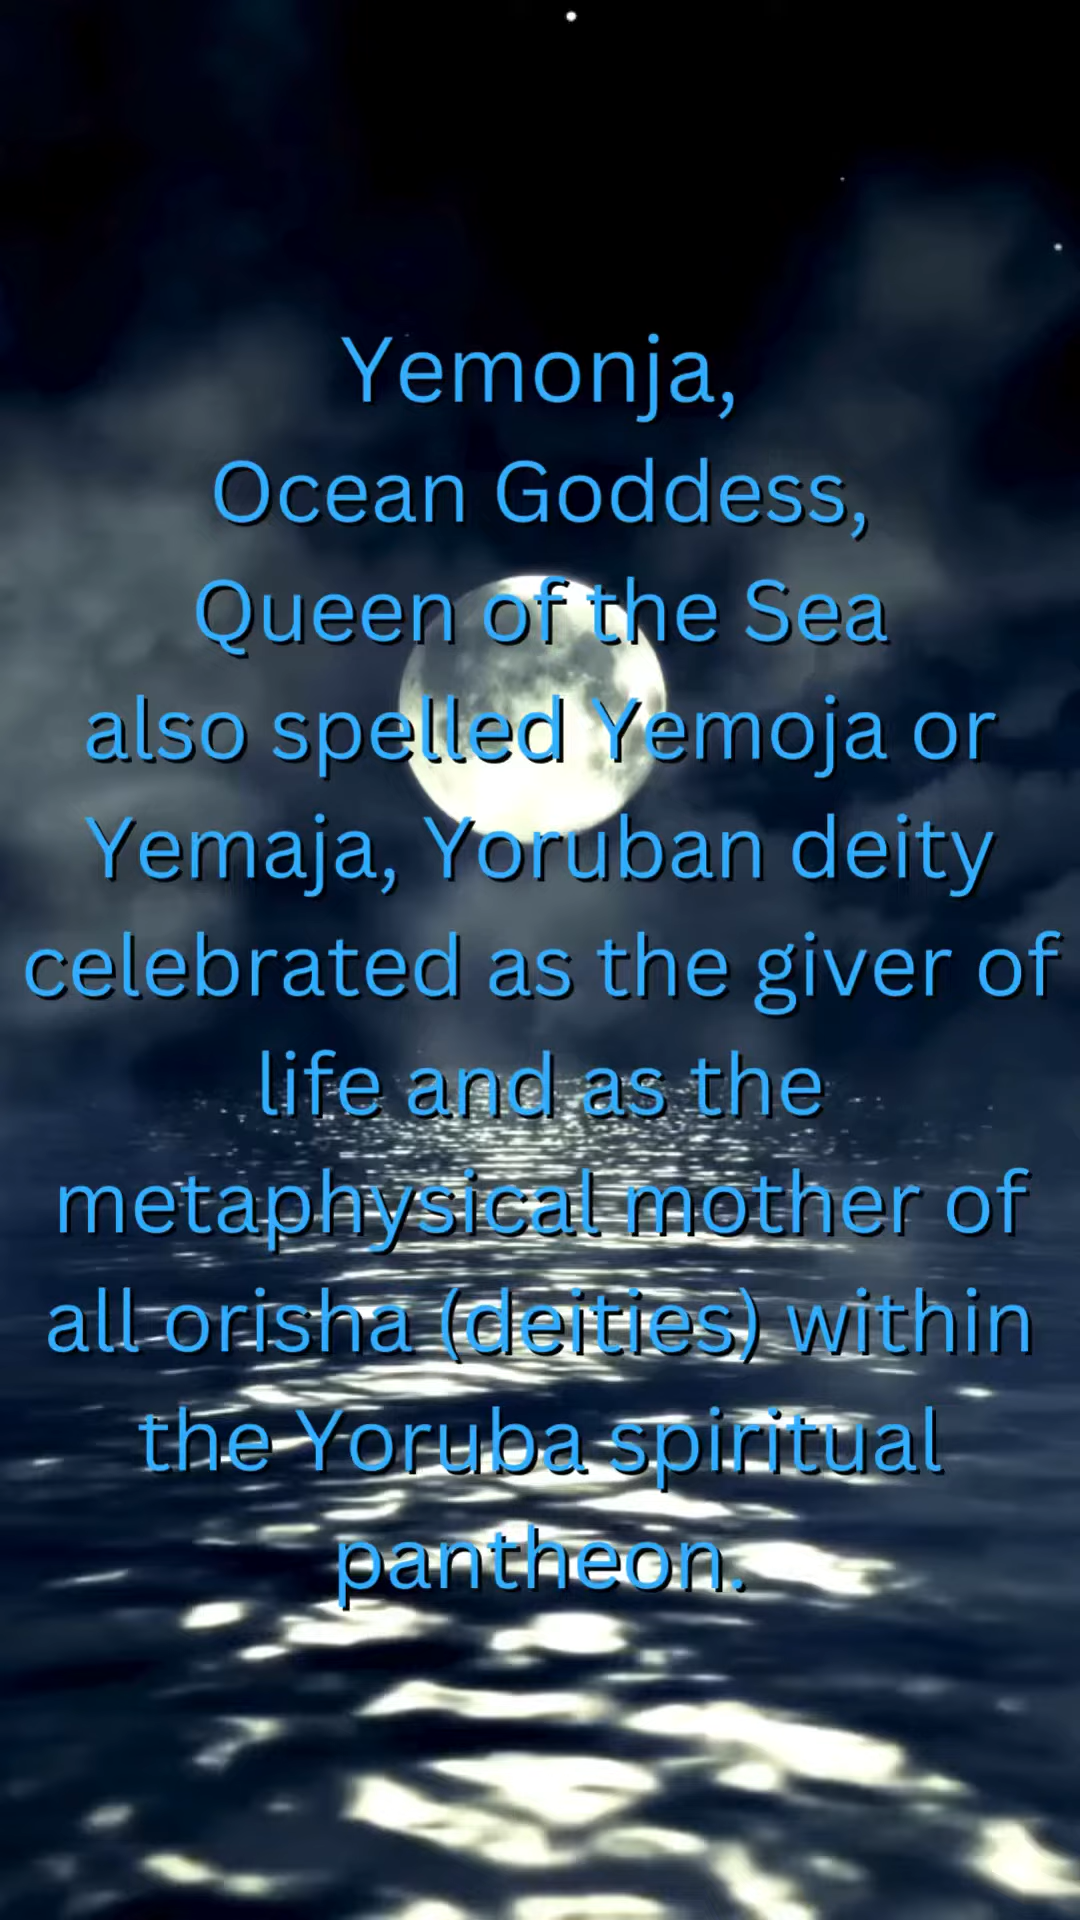 Yemonja,
Ocean Goddess,
Queen of the Sea
also spelled Yemoja or
Yemaja, Yoruban deity
celebrated as the giver of
life and as the
metaphysical mother of
all orisha (deities) within
the Yoruba spiritual
pantheon.